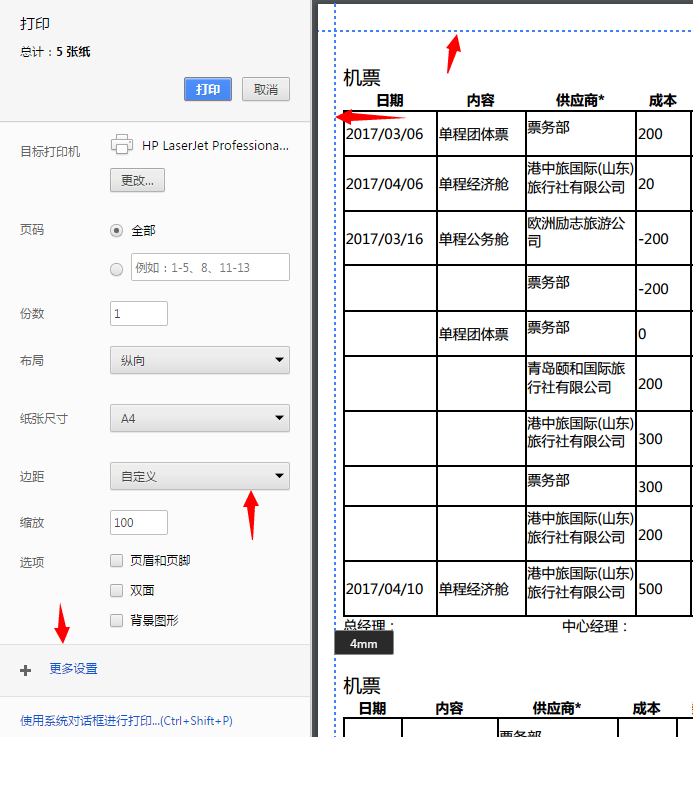 打印
总计：5 张纸
打印 取消
目标打印机 HP LaserJet Professiona...
更改...
页码 全部
例如：1-5、8、11-13
份数 1
布局 纵向
纸张尺寸 A4
边距 自定义
缩放 100
选项 页眉和页脚
双面
背景图形
更多设置
使用系统对话框进行打印...(Ctrl+Shift+P)
机票
日期 内容 供应商* 成本
2017/03/06 单程团体票 票务部 200
2017/04/06 单程经济舱 港中旅国际(山东) 20
旅行社有限公司
2017/03/16 单程公务舱 欧洲励志旅游公 -200
司
票务部 -200
单程团体票 票务部 0
青岛颐和国际旅 200
行社有限公司
港中旅国际(山东) 300
旅行社有限公司
票务部 300
港中旅国际(山东) 200
旅行社有限公司
2017/04/10 单程经济舱 港中旅国际(山东) 500
旅行社有限公司
总经理： 中心经理：
4mm
机票
日期 内容 供应商* 成本
票务部